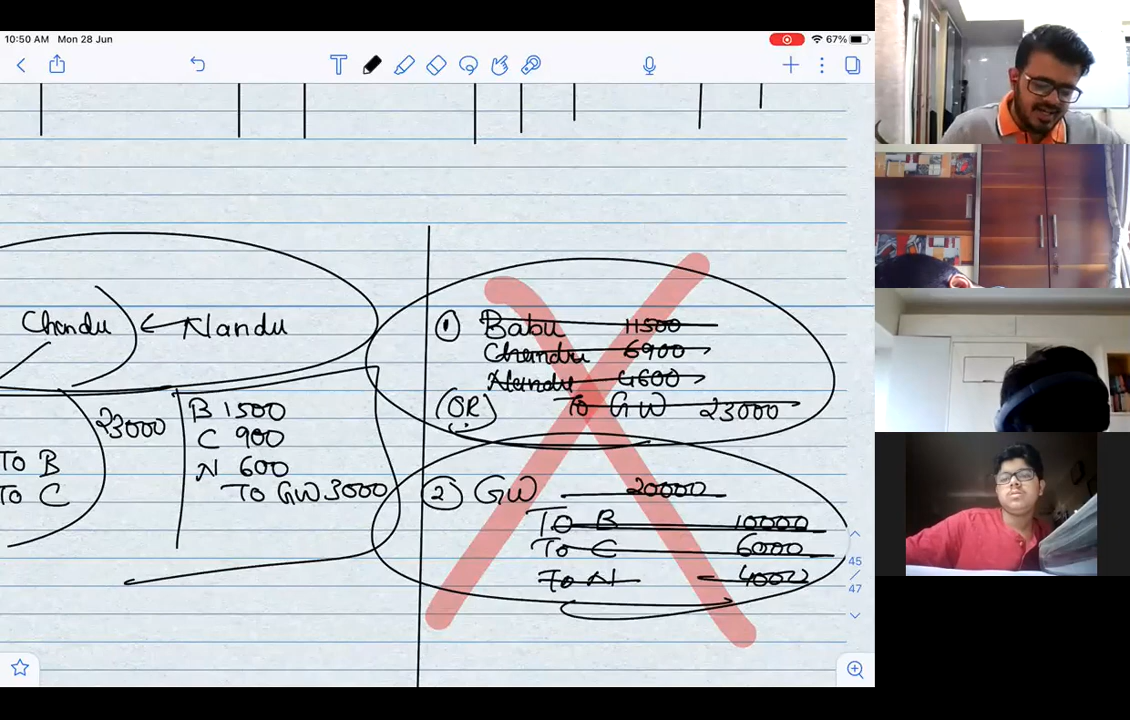 10:50 AM Mon 28 Jun
67%
T
Chandu ← Nandu
23000
B 1500
C 900
N 600
To GW 3000
To B
To C
① Babu 11500
Chandru 6900
Nandu 4600
(OR) To GW 23000
② GW 20000
To B 10000
To C 6000
To N
45
/
47